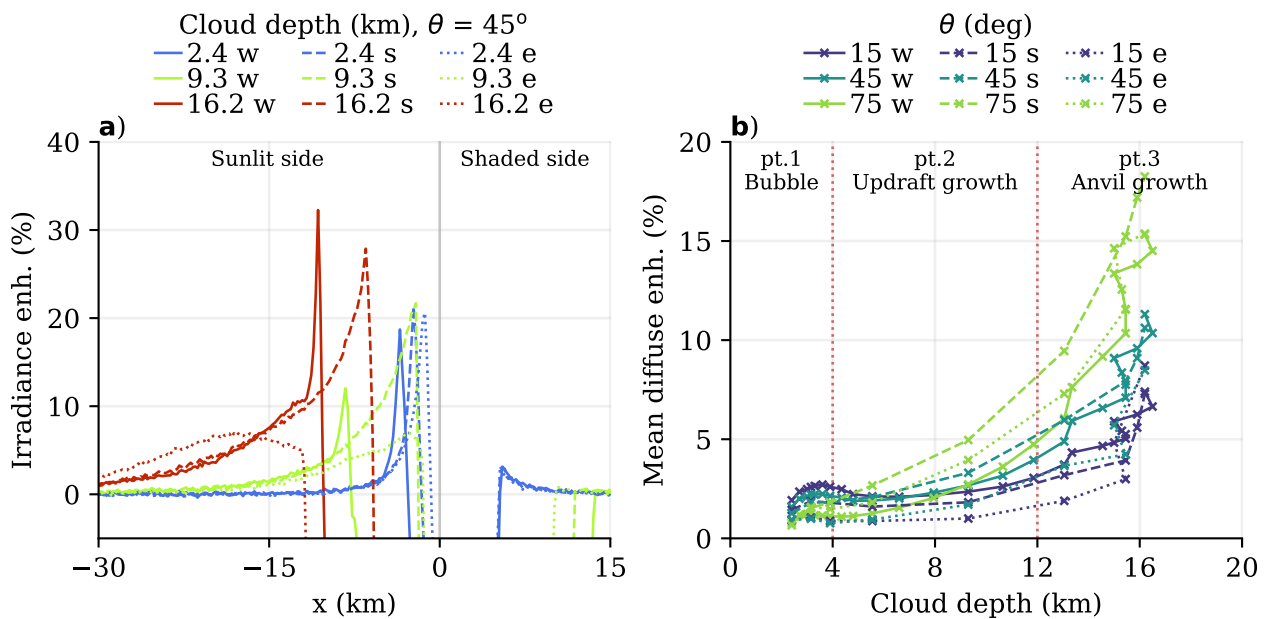 Cloud depth (km), θ = 45°
2.4 w 2.4 s 2.4 e
9.3 w 9.3 s 9.3 e
16.2 w 16.2 s 16.2 e
a)
Sunlit side Shaded side
40
30
20
10
0
Irradiance enh. (%)
−30 −15 0 15
x (km)
θ (deg)
15 w 15 s 15 e
45 w 45 s 45 e
75 w 75 s 75 e
b)
pt.1 pt.2 pt.3
Bubble Updraft growth Anvil growth
20
15
10
5
0
Mean diffuse enh. (%)
0 4 8 12 16 20
Cloud depth (km)